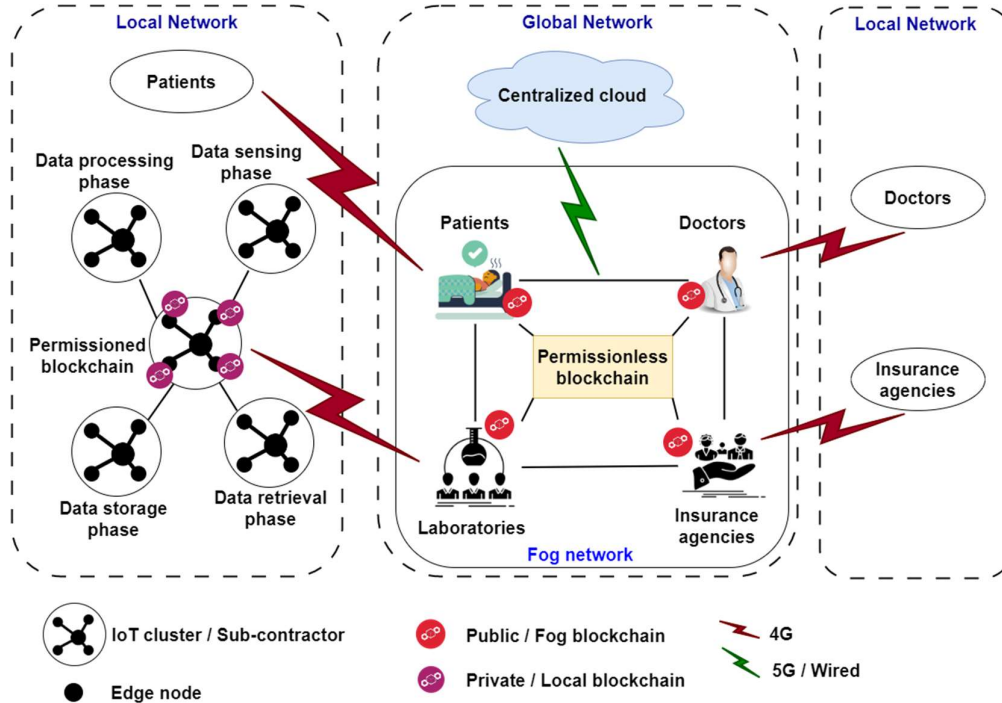 Local Network
Patients
Data processing
phase
Data sensing
phase
Permissioned
blockchain
Data storage
phase
Data retrieval
phase
Global Network
Centralized cloud
Patients
Doctors
Permissionless
blockchain
Laboratories
Insurance
agencies
Fog network
Local Network
Doctors
Insurance
agencies
IoT cluster / Sub-contractor
Edge node
Public / Fog blockchain
Private / Local blockchain
4G
5G / Wired